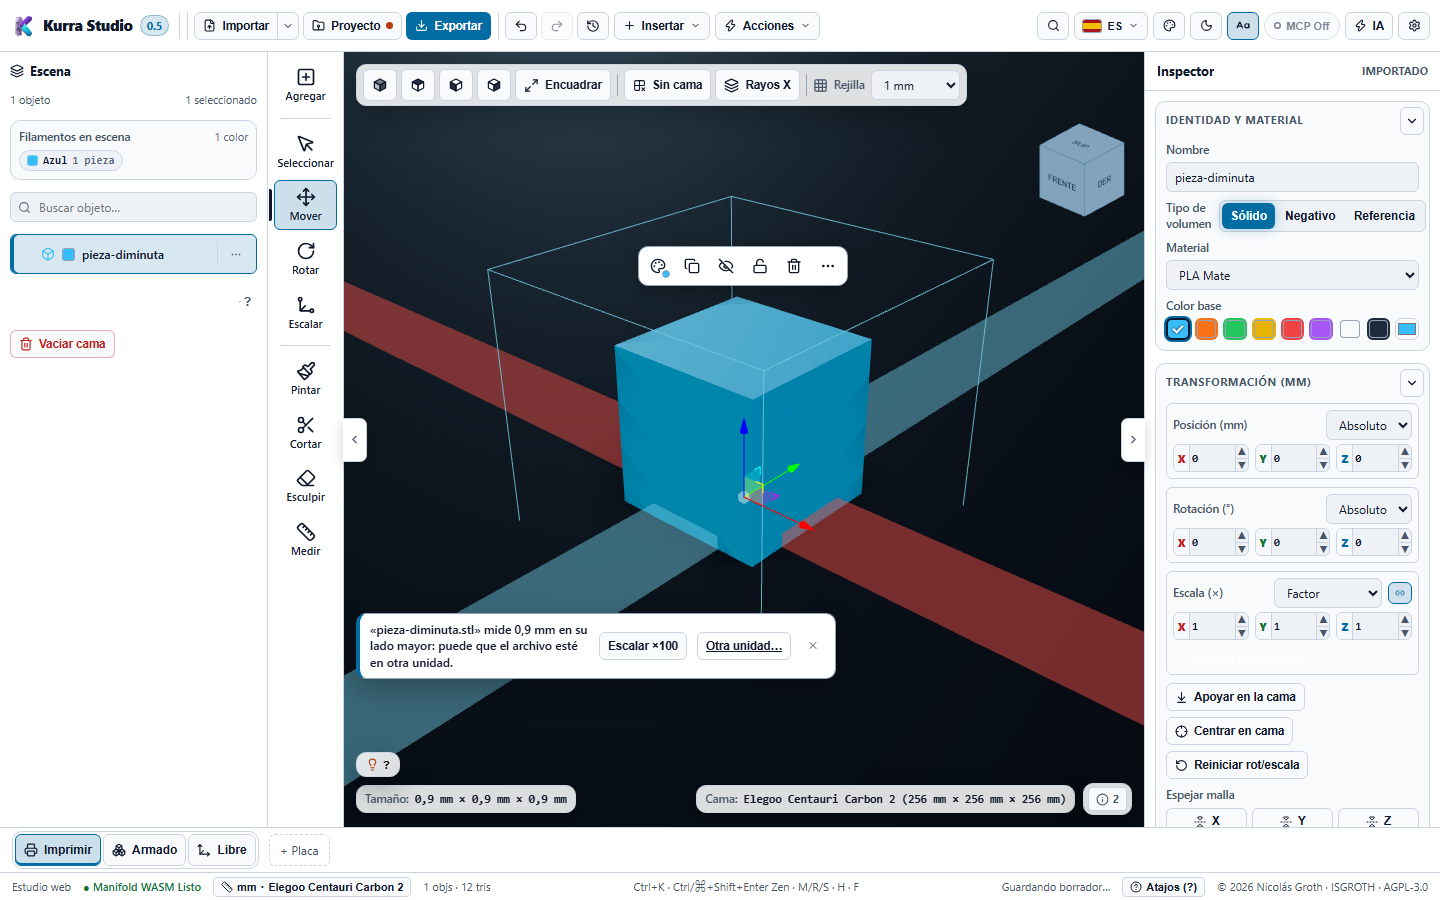 Kurra Studio 0.5
Importar
Proyecto
Exportar
Insertar
Acciones
ES
MCP Off
IA
Escena
1 objeto
1 seleccionado
Filamentos en escena
1 color
Azul 1 pieza
Buscar objeto...
pieza-diminuta
?
Vaciar cama
Agregar
Seleccionar
Mover
Rotar
Escalar
Pintar
Cortar
Esculpir
Medir
Encuadrar
Sin cama
Rayos X
Rejilla
1 mm
SUP
FRENTE
DER
«pieza-diminuta.stl» mide 0,9 mm en su
lado mayor: puede que el archivo esté
en otra unidad.
Escalar ×100
Otra unidad...
?
Tamaño: 0,9 mm × 0,9 mm × 0,9 mm
Cama: Elegoo Centauri Carbon 2 (256 mm × 256 mm × 256 mm)
2
Inspector
IMPORTADO
IDENTIDAD Y MATERIAL
Nombre
pieza-diminuta
Tipo de
volumen
Sólido
Negativo
Referencia
Material
PLA Mate
Color base
TRANSFORMACIÓN (MM)
Posición (mm)
Absoluto
X 0
Y 0
Z 0
Rotación (°)
Absoluto
X 0
Y 0
Z 0
Escala (×)
Factor
X 1
Y 1
Z 1
Apoyar en la cama
Centrar en cama
Reiniciar rot/escala
Espejar malla
X
Y
Z
Imprimir
Armado
Libre
+ Placa
Estudio web
Manifold WASM Listo
mm · Elegoo Centauri Carbon 2
1 objs · 12 tris
Ctrl+K · Ctrl/⌘+Shift+Enter Zen · M/R/S · H · F
Guardando borrador...
Atajos (?)
© 2026 Nicolás Groth · ISGROTH · AGPL-3.0